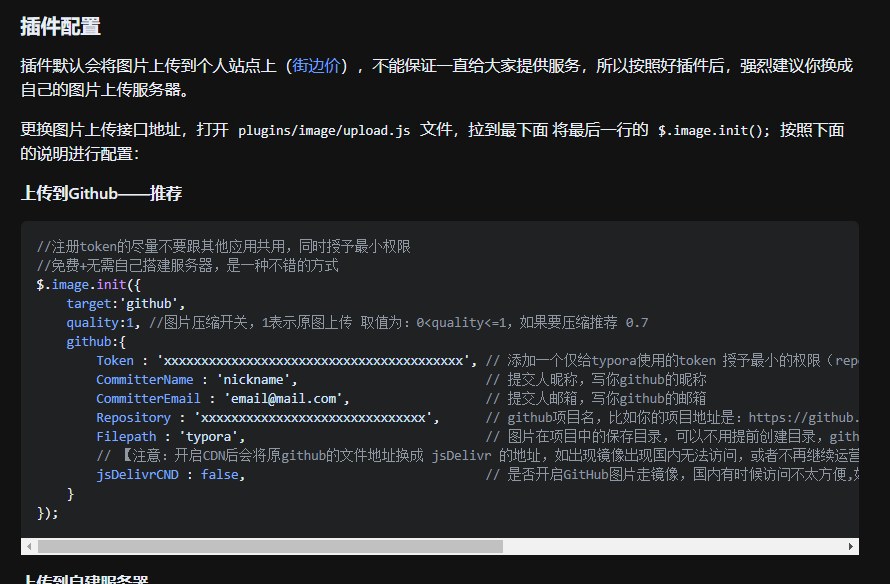 插件配置
插件默认会将图片上传到个人站点上（街边价），不能保证一直给大家提供服务，所以按照好插件后，强烈建议你换成
自己的图片上传服务器。
更换图片上传接口地址，打开 plugins/image/upload.js 文件，拉到最下面 将最后一行的 $.image.init(); 按照下面
的说明进行配置：
上传到Github——推荐
//注册token的尽量不要跟其他应用共用，同时授予最小权限
//免费+无需自己搭建服务器，是一种不错的方式
$.image.init({
target:'github',
quality:1, //图片压缩开关，1表示原图上传 取值为：0<quality<=1，如果要压缩推荐 0.7
github:{
Token : 'xxxxxxxxxxxxxxxxxxxxxxxxxxxxxxxxxxxxxxxx', // 添加一个仅给typora使用的token 授予最小的权限（repo
CommitterName : 'nickname', // 提交人昵称，写你github的昵称
CommitterEmail : 'email@mail.com', // 提交人邮箱，写你github的邮箱
Repository : 'xxxxxxxxxxxxxxxxxxxxxxxxxxxxxx', // github项目名，比如你的项目地址是：https://github.
Filepath : 'typora', // 图片在项目中的保存目录，可以不用提前创建目录，gith
// 【注意：开启CDN后会将原github的文件地址换成 jsDelivr 的地址，如出现镜像出现国内无法访问，或者不再继续运营
jsDelivrCND : false, // 是否开启GitHub图片走镜像，国内有时候访问不太方便,如
}
});
上传到自建服务器